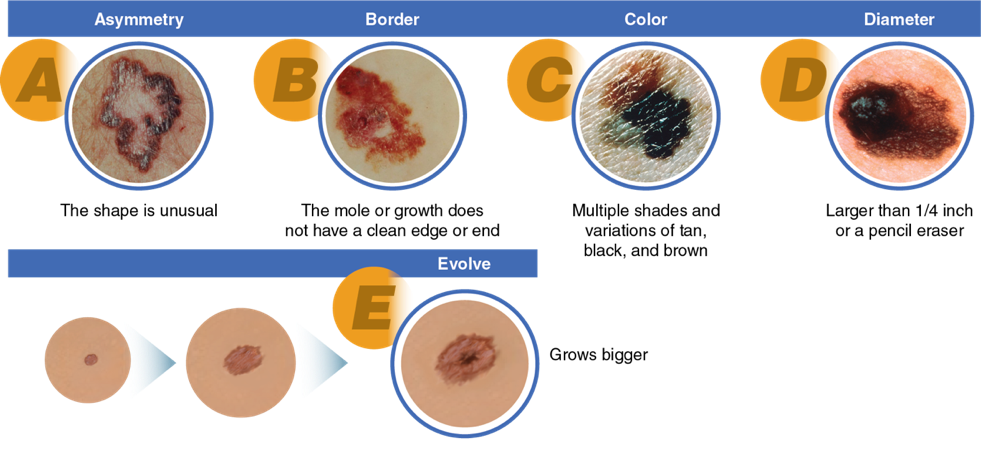 Asymmetry
Border
Color
Diameter
A
B
C
D
The shape is unusual
The mole or growth does
not have a clean edge or end
Multiple shades and
variations of tan,
black, and brown
Larger than 1/4 inch
or a pencil eraser
Evolve
E
Grows bigger